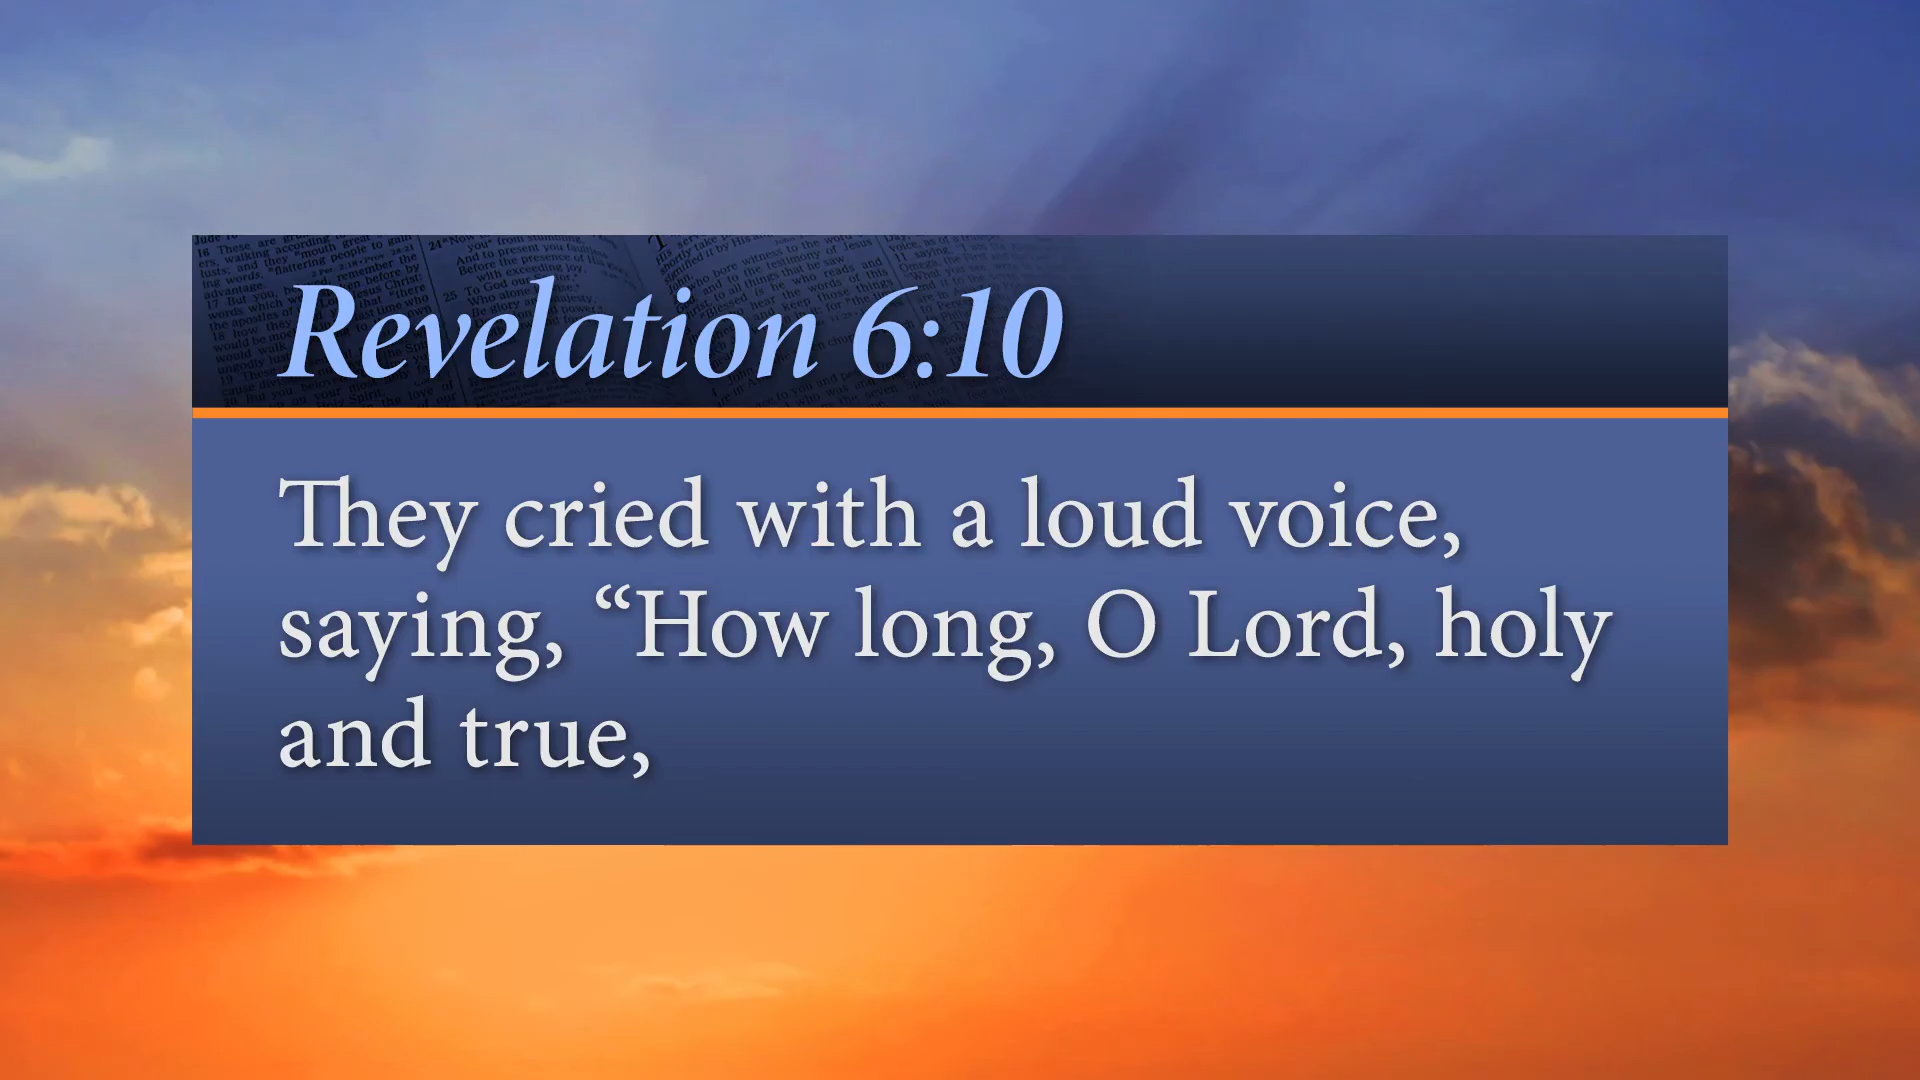 Revelation 6:10
They cried with a loud voice,
saying, “How long, O Lord, holy
and true,